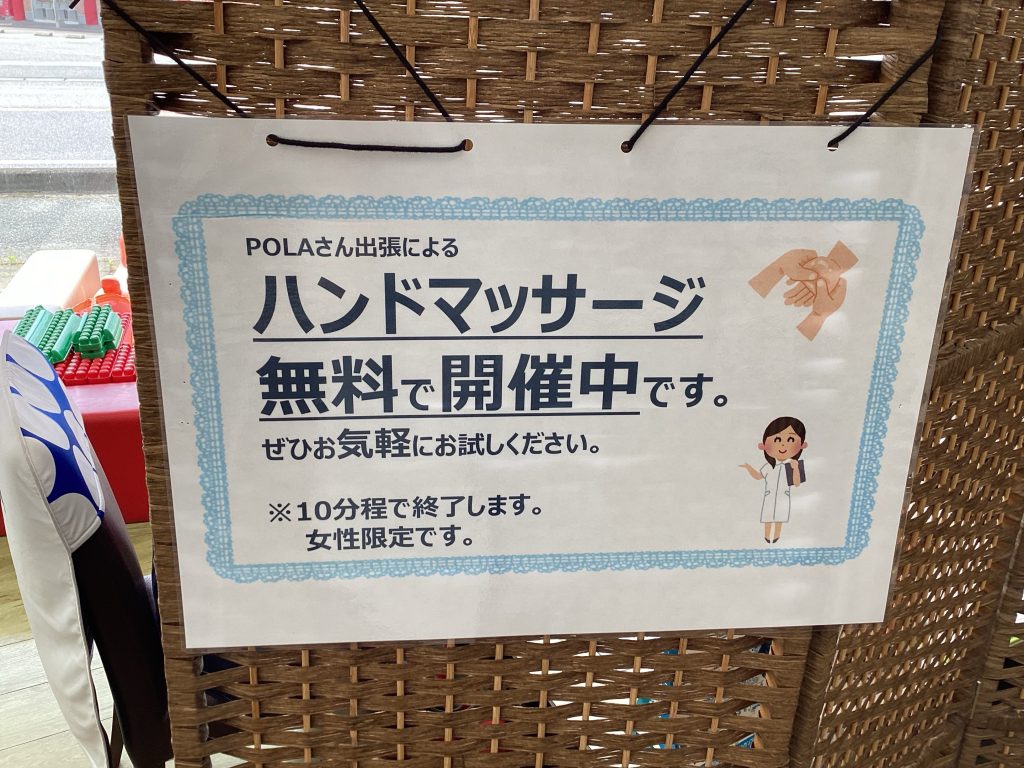 POLAさん出張による
ハンドマッサージ
無料で開催中です。
ぜひお気軽にお試しください。
※10分程で終了します。
女性限定です。